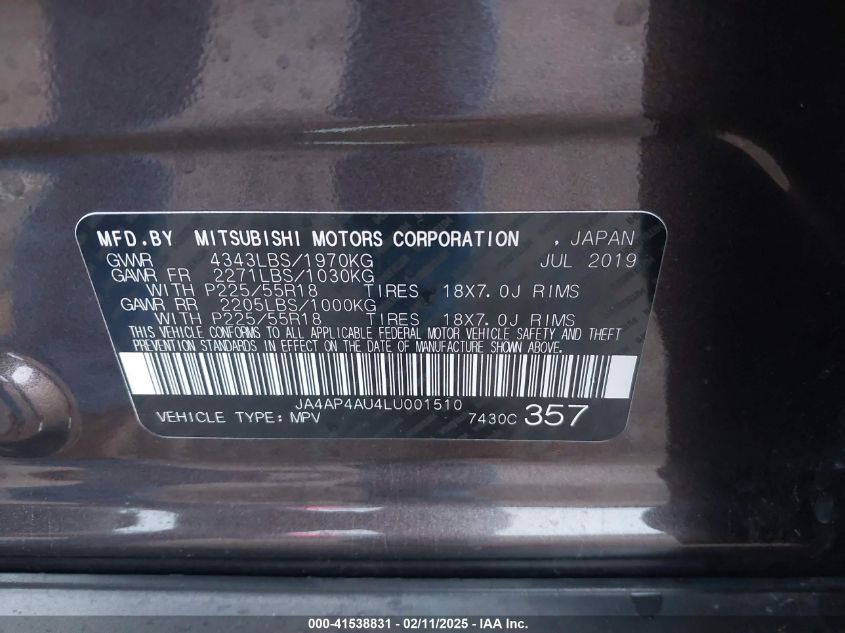 MFD.BY MITSUBISHI MOTORS CORPORATION , JAPAN
GVWR 4343LBS/1970KG JUL 2019
GAWR FR 2271LBS/1030KG
WITH P225/55R18 TIRES 18X7.0J RIMS
GAWR RR 2205LBS/1000KG
WITH P225/55R18 TIRES 18X7.0J RIMS
THIS VEHICLE CONFORMS TO ALL APPLICABLE FEDERAL MOTOR VEHICLE SAFETY AND THEFT
PREVENTION STANDARDS IN EFFECT ON THE DATE OF MANUFACTURE SHOWN ABOVE.
JA4AP4AU4LU001510
VEHICLE TYPE: MPV 7430C 357
000-41538831 - 02/11/2025 - IAA Inc.